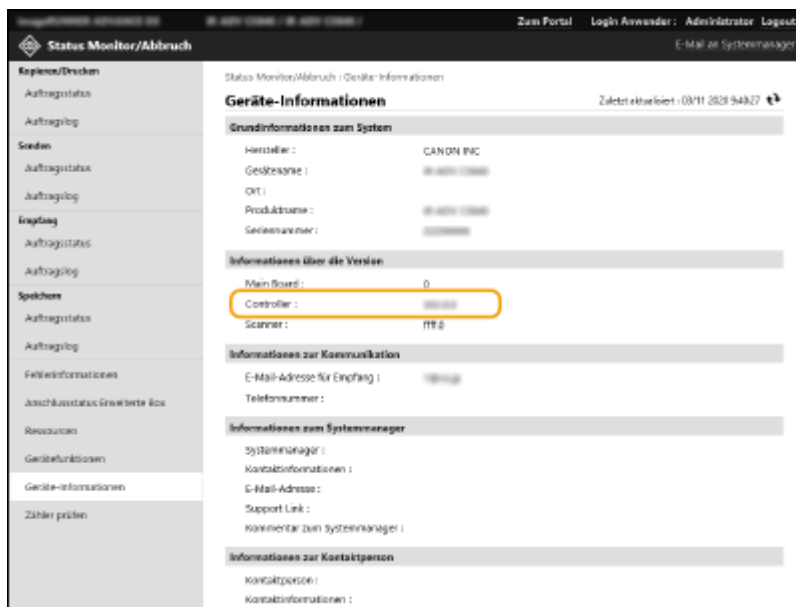 Zum Portal Login Anwender : Administrator Logout
Status Monitor/Abbruch E-Mail an Systemmanager
Kopieren/Drucken
Auftragsstatus
Auftragslog
Senden
Auftragsstatus
Auftragslog
Empfang
Auftragsstatus
Auftragslog
Speichern
Auftragsstatus
Auftragslog
Fehlerinformationen
Anschlussstatus Erweiterte Box
Ressourcen
Gerätefunktionen
Geräte-Informationen
Zähler prüfen
Status Monitor/Abbruch : Geräte-Informationen
Geräte-Informationen Zuletzt aktualisiert : 03/11 2020 9:40:27
Grundinformationen zum System
Hersteller : CANON INC
Gerätename :
Ort :
Produktname :
Seriennummer :
Informationen über die Version
Main Board : 0
Controller :
Scanner : ffff.0
Informationen zur Kommunikation
E-Mail-Adresse für Empfang :
Telefonnummer :
Informationen zum Systemmanager
Systemmanager :
Kontaktinformationen :
E-Mail-Adresse :
Support Link :
Kommentar zum Systemmanager :
Informationen zur Kontaktperson
Kontaktperson :
Kontaktinformationen :